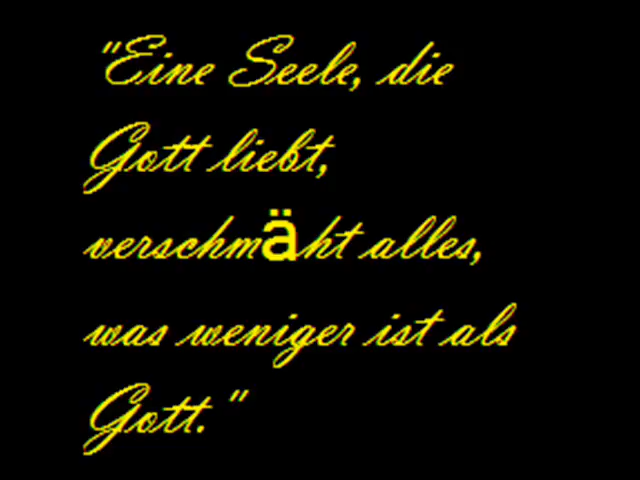 "Eine Seele, die
Gott liebt,
verschmäht alles,
was weniger ist als
Gott."